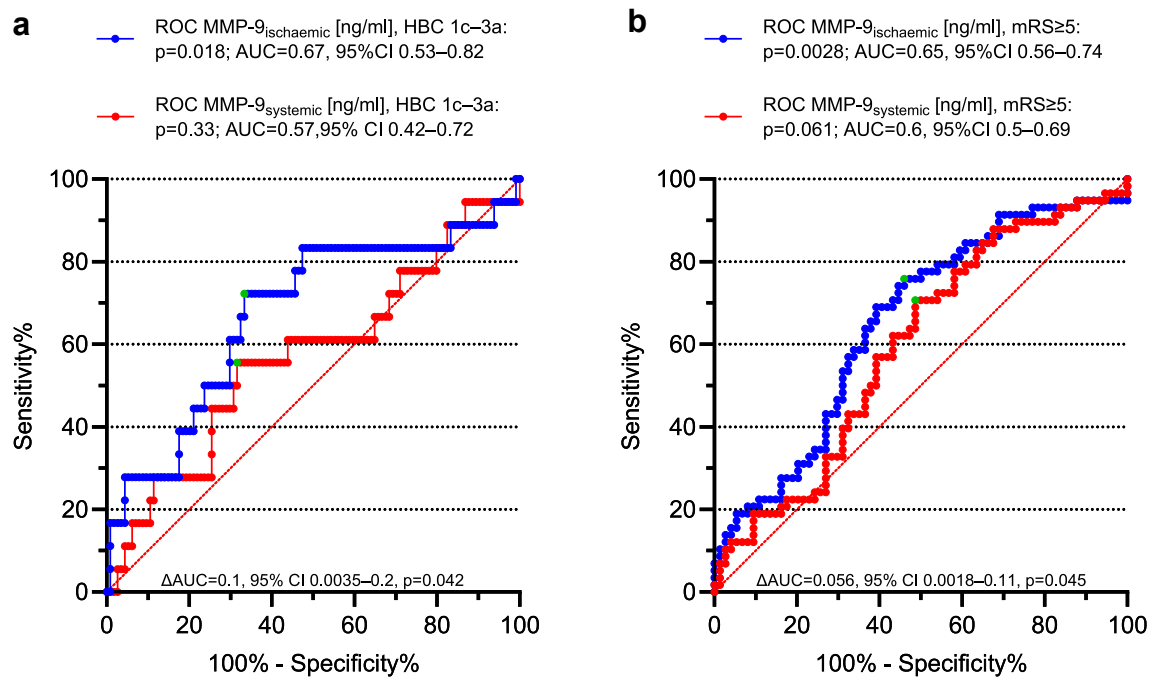 a
ROC MMP-9ischaemic [ng/ml], HBC 1c–3a:
p=0.018; AUC=0.67, 95%CI 0.53–0.82
ROC MMP-9systemic [ng/ml], HBC 1c–3a:
p=0.33; AUC=0.57,95% CI 0.42–0.72
100
80
60
40
20
0
Sensitivity%
ΔAUC=0.1, 95% CI 0.0035–0.2, p=0.042
0 20 40 60 80 100
100% - Specificity%
b
ROC MMP-9ischaemic [ng/ml], mRS≥5:
p=0.0028; AUC=0.65, 95%CI 0.56–0.74
ROC MMP-9systemic [ng/ml], mRS≥5:
p=0.061; AUC=0.6, 95%CI 0.5–0.69
100
80
60
40
20
0
Sensitivity%
ΔAUC=0.056, 95% CI 0.0018–0.11, p=0.045
0 20 40 60 80 100
100% - Specificity%